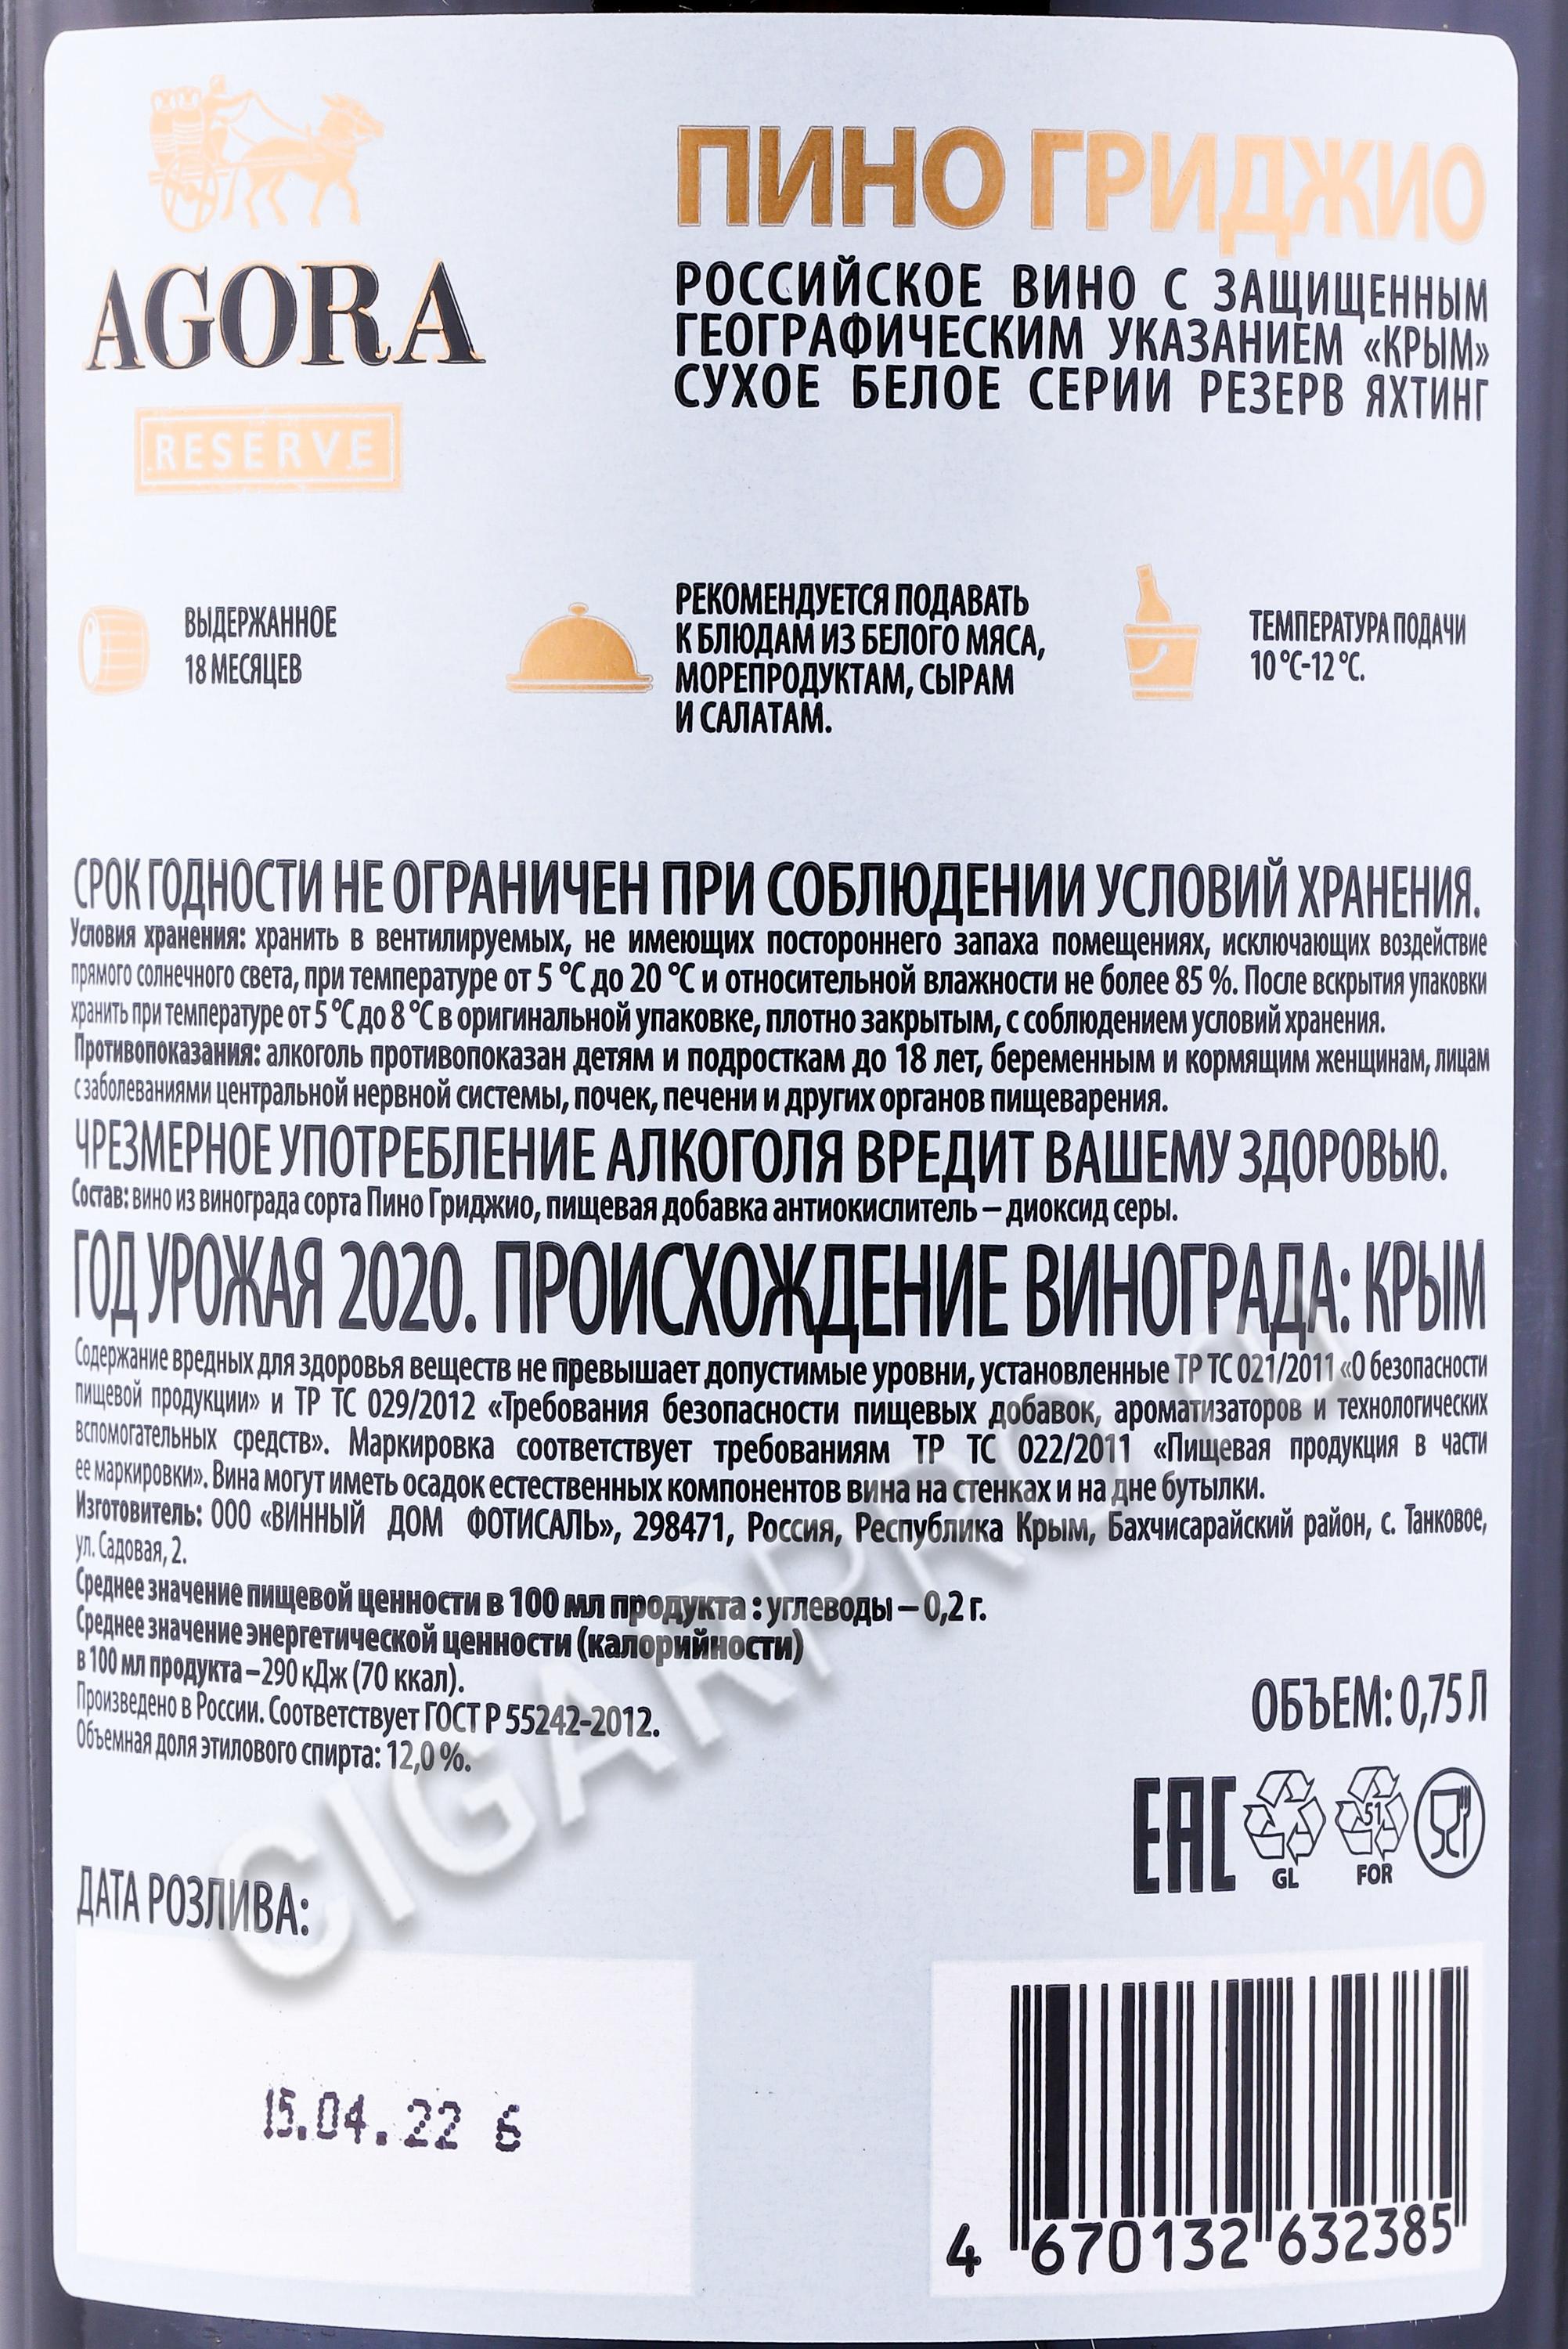 AGORA
RESERVE
ПИНО ГРИДЖИО
РОССИЙСКОЕ ВИНО С ЗАЩИЩЕННЫМ
ГЕОГРАФИЧЕСКИМ УКАЗАНИЕМ «КРЫМ»
СУХОЕ БЕЛОЕ СЕРИИ РЕЗЕРВ ЯХТИНГ
ВЫДЕРЖАННОЕ
18 МЕСЯЦЕВ
РЕКОМЕНДУЕТСЯ ПОДАВАТЬ
К БЛЮДАМ ИЗ БЕЛОГО МЯСА,
МОРЕПРОДУКТАМ, СЫРАМ
И САЛАТАМ.
ТЕМПЕРАТУРА ПОДАЧИ
10 °С-12 °С.
СРОК ГОДНОСТИ НЕ ОГРАНИЧЕН ПРИ СОБЛЮДЕНИИ УСЛОВИЙ ХРАНЕНИЯ.
Условия хранения: хранить в вентилируемых, не имеющих постороннего запаха помещениях, исключающих воздействие
прямого солнечного света, при температуре от 5 °С до 20 °С и относительной влажности не более 85 %. После вскрытия упаковки
хранить при температуре от 5 °С до 8 °С в оригинальной упаковке, плотно закрытым, с соблюдением условий хранения.
Противопоказания: алкоголь противопоказан детям и подросткам до 18 лет, беременным и кормящим женщинам, лицам
с заболеваниями центральной нервной системы, почек, печени и других органов пищеварения.
ЧРЕЗМЕРНОЕ УПОТРЕБЛЕНИЕ АЛКОГОЛЯ ВРЕДИТ ВАШЕМУ ЗДОРОВЬЮ.
Состав: вино из винограда сорта Пино Гриджио, пищевая добавка антиокислитель – диоксид серы.
ГОД УРОЖАЯ 2020. ПРОИСХОЖДЕНИЕ ВИНОГРАДА: КРЫМ
Содержание вредных для здоровья веществ не превышает допустимые уровни, установленные ТР ТС 021/2011 «О безопасности
пищевой продукции» и ТР ТС 029/2012 «Требования безопасности пищевых добавок, ароматизаторов и технологических
вспомогательных средств». Маркировка соответствует требованиям ТР ТС 022/2011 «Пищевая продукция в части
ее маркировки». Вина могут иметь осадок естественных компонентов вина на стенках и на дне бутылки.
Изготовитель: ООО «ВИННЫЙ ДОМ ФОТИСАЛЬ», 298471, Россия, Республика Крым, Бахчисарайский район, с. Танковое,
ул. Садовая, 2.
Среднее значение пищевой ценности в 100 мл продукта : углеводы – 0,2 г.
Среднее значение энергетической ценности (калорийности)
в 100 мл продукта – 290 кДж (70 ккал).
Произведено в России. Соответствует ГОСТ Р 55242-2012.
Объемная доля этилового спирта: 12,0 %.
ОБЪЕМ: 0,75 Л
EAC
GL
51
FOR
ДАТА РОЗЛИВА:
15.04.22 6
4 670132 632385
CIGARPRO.ru